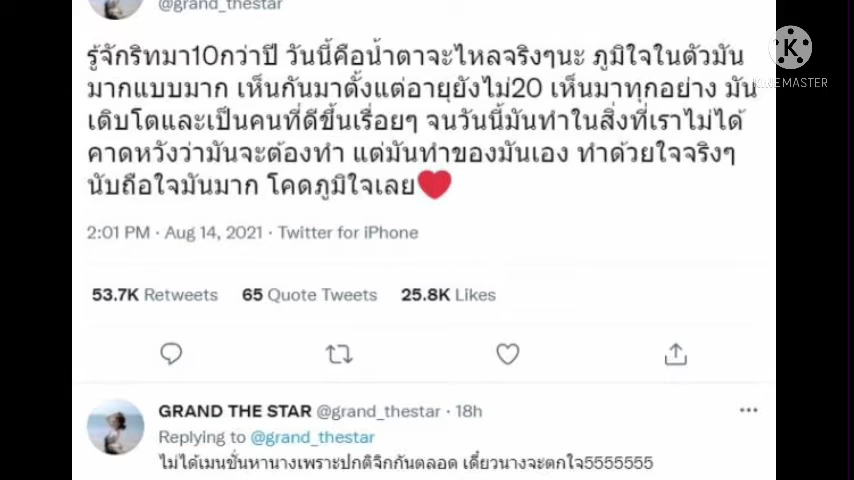 @grand_thestar
รู้จักริทมา10กว่าปี วันนี้คือน้ำตาจะไหลจริงๆนะ ภูมิใจในตัวมัน
มากแบบมาก เห็นกันมาตั้งแต่อายุยังไม่20 เห็นมาทุกอย่าง มัน
เติบโตและเป็นคนที่ดีขึ้นเรื่อยๆ จนวันนี้มันทำในสิ่งที่เราไม่ได้
คาดหวังว่ามันจะต้องทำ แต่มันทำของมันเอง ทำด้วยใจจริงๆ
นับถือใจมันมาก โคดภูมิใจเลย❤️
2:01 PM · Aug 14, 2021 · Twitter for iPhone
53.7K Retweets 65 Quote Tweets 25.8K Likes
GRAND THE STAR @grand_thestar · 18h
Replying to @grand_thestar
ไม่ได้เมนชั่นหานางเพราะปกติจิกกันตลอด เดี๋ยวนางจะตกใจ5555555
K
KINEMASTER